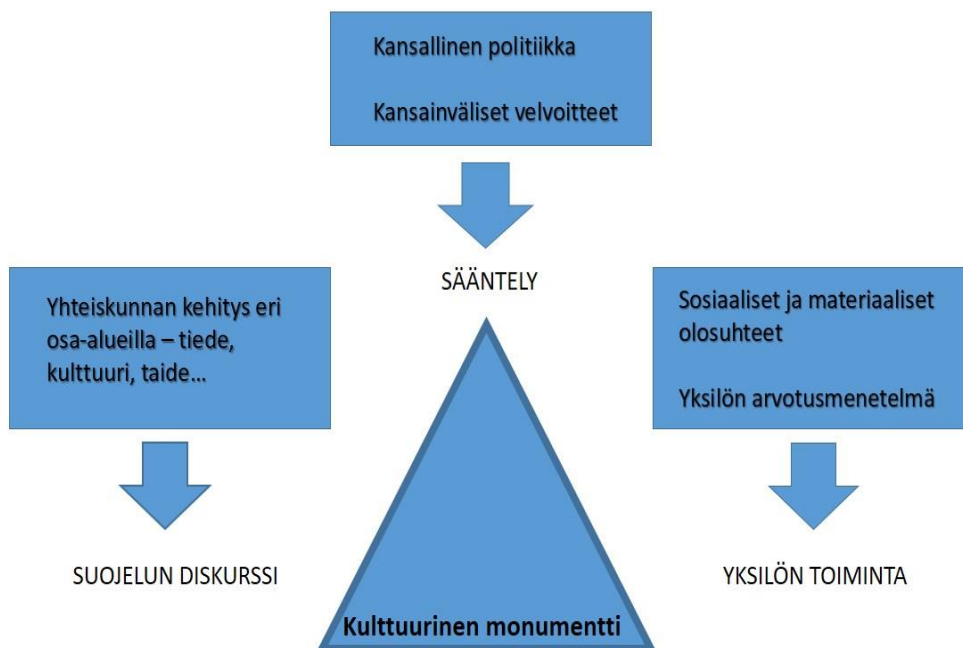 Kansallinen politiikka
Kansainväliset velvoitteet
SÄÄNTELY
Yhteiskunnan kehitys eri
osa-alueilla – tiede,
kulttuuri, taide...
Sosiaaliset ja materiaaliset
olosuhteet
Yksilön arvotusmenetelmä
SUOJELUN DISKURSSI
YKSILÖN TOIMINTA
Kulttuurinen monumentti